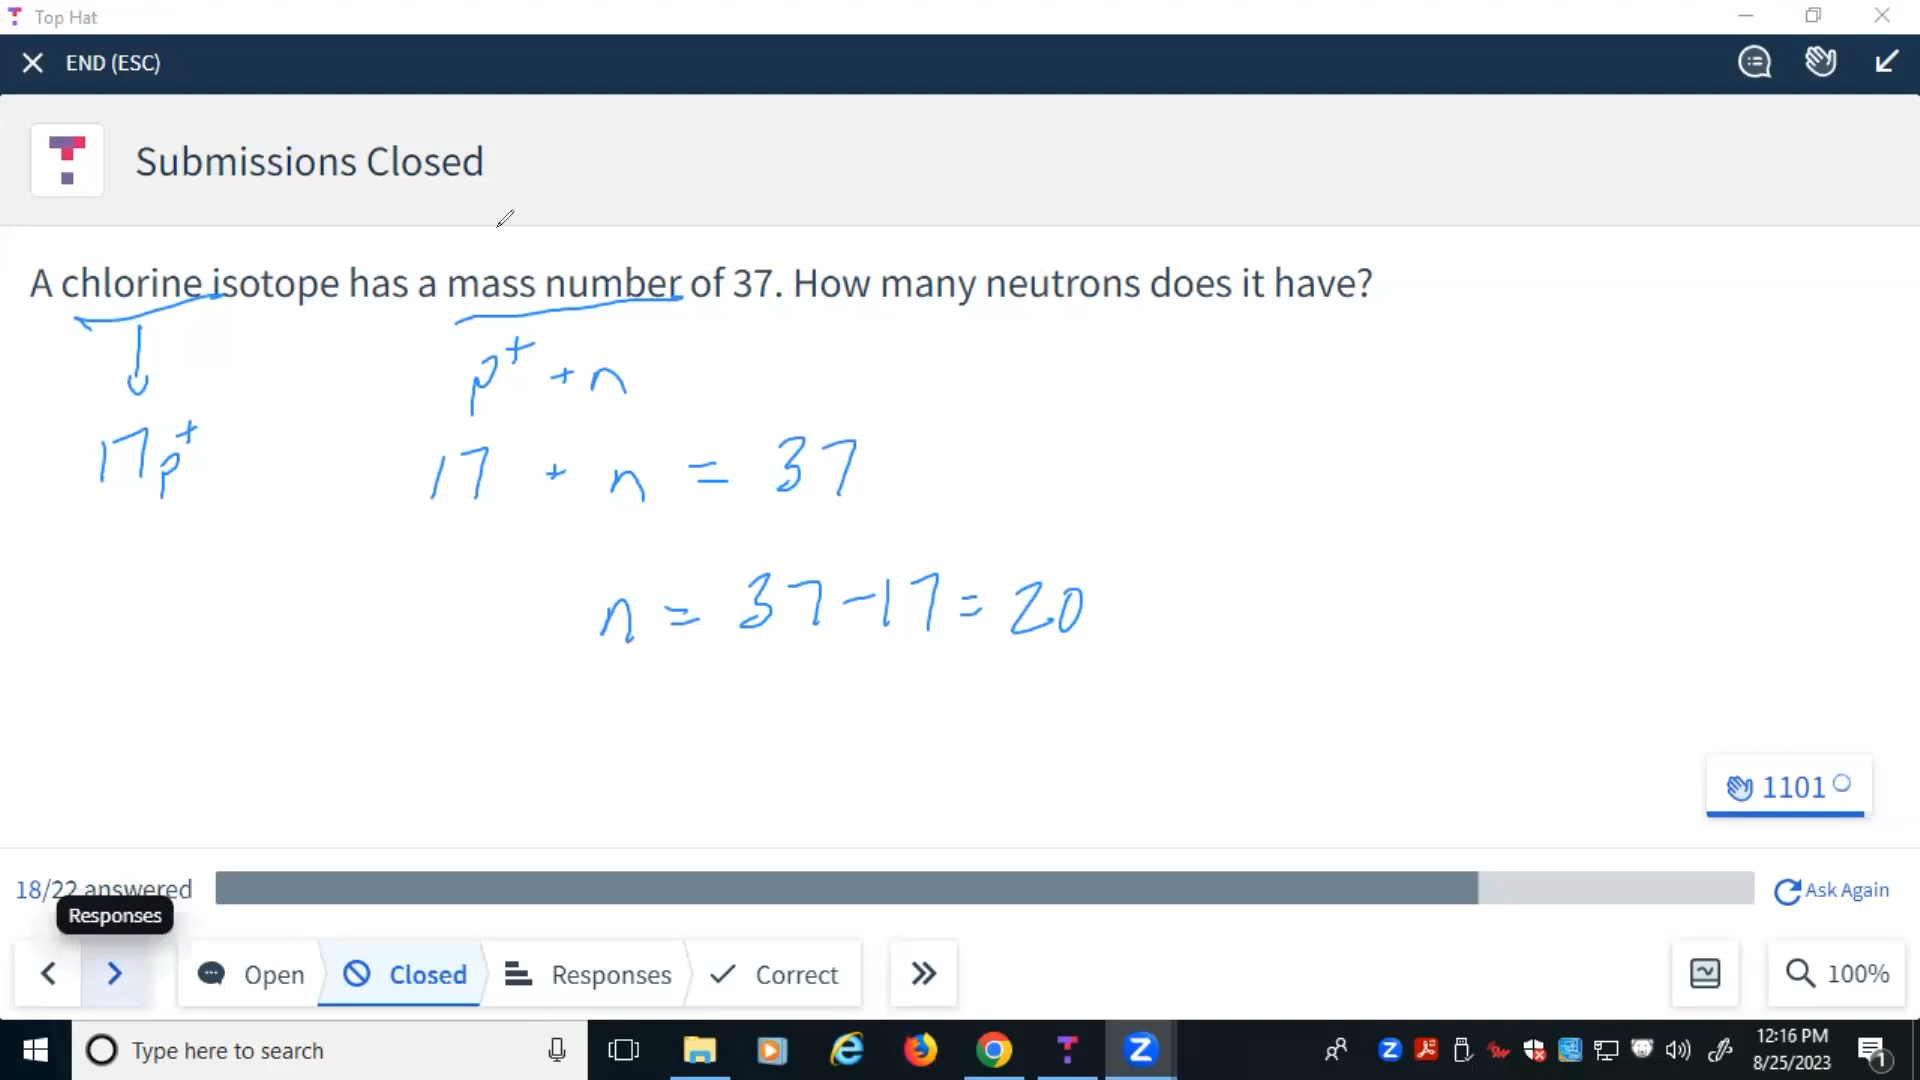 Top Hat
END (ESC)
Submissions Closed
A chlorine isotope has a mass number of 37. How many neutrons does it have?
p⁺ + n
17p⁺
17 + n = 37
n = 37 - 17 = 20
1101
18/22 answered
Ask Again
Responses
Open
Closed
Responses
Correct
100%
Type here to search
12:16 PM
8/25/2023
1